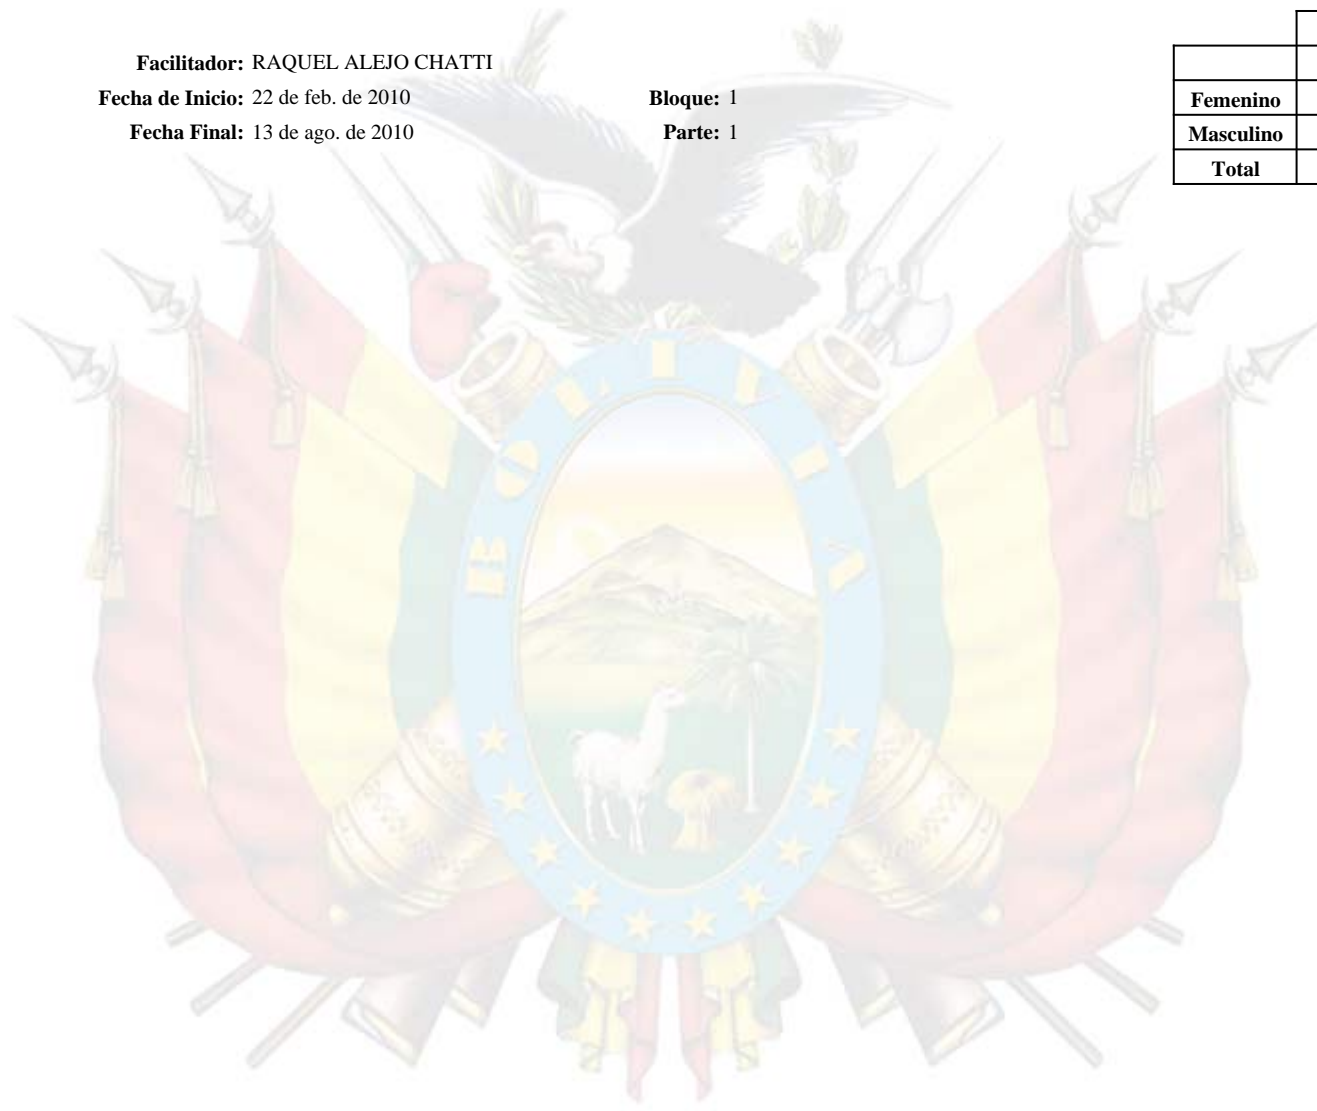 Facilitador: RAQUEL ALEJO CHATTI
Fecha de Inicio: 22 de feb. de 2010 Bloque: 1
Fecha Final: 13 de ago. de 2010 Parte: 1
Femenino
Masculino
Total
BOLIVIA